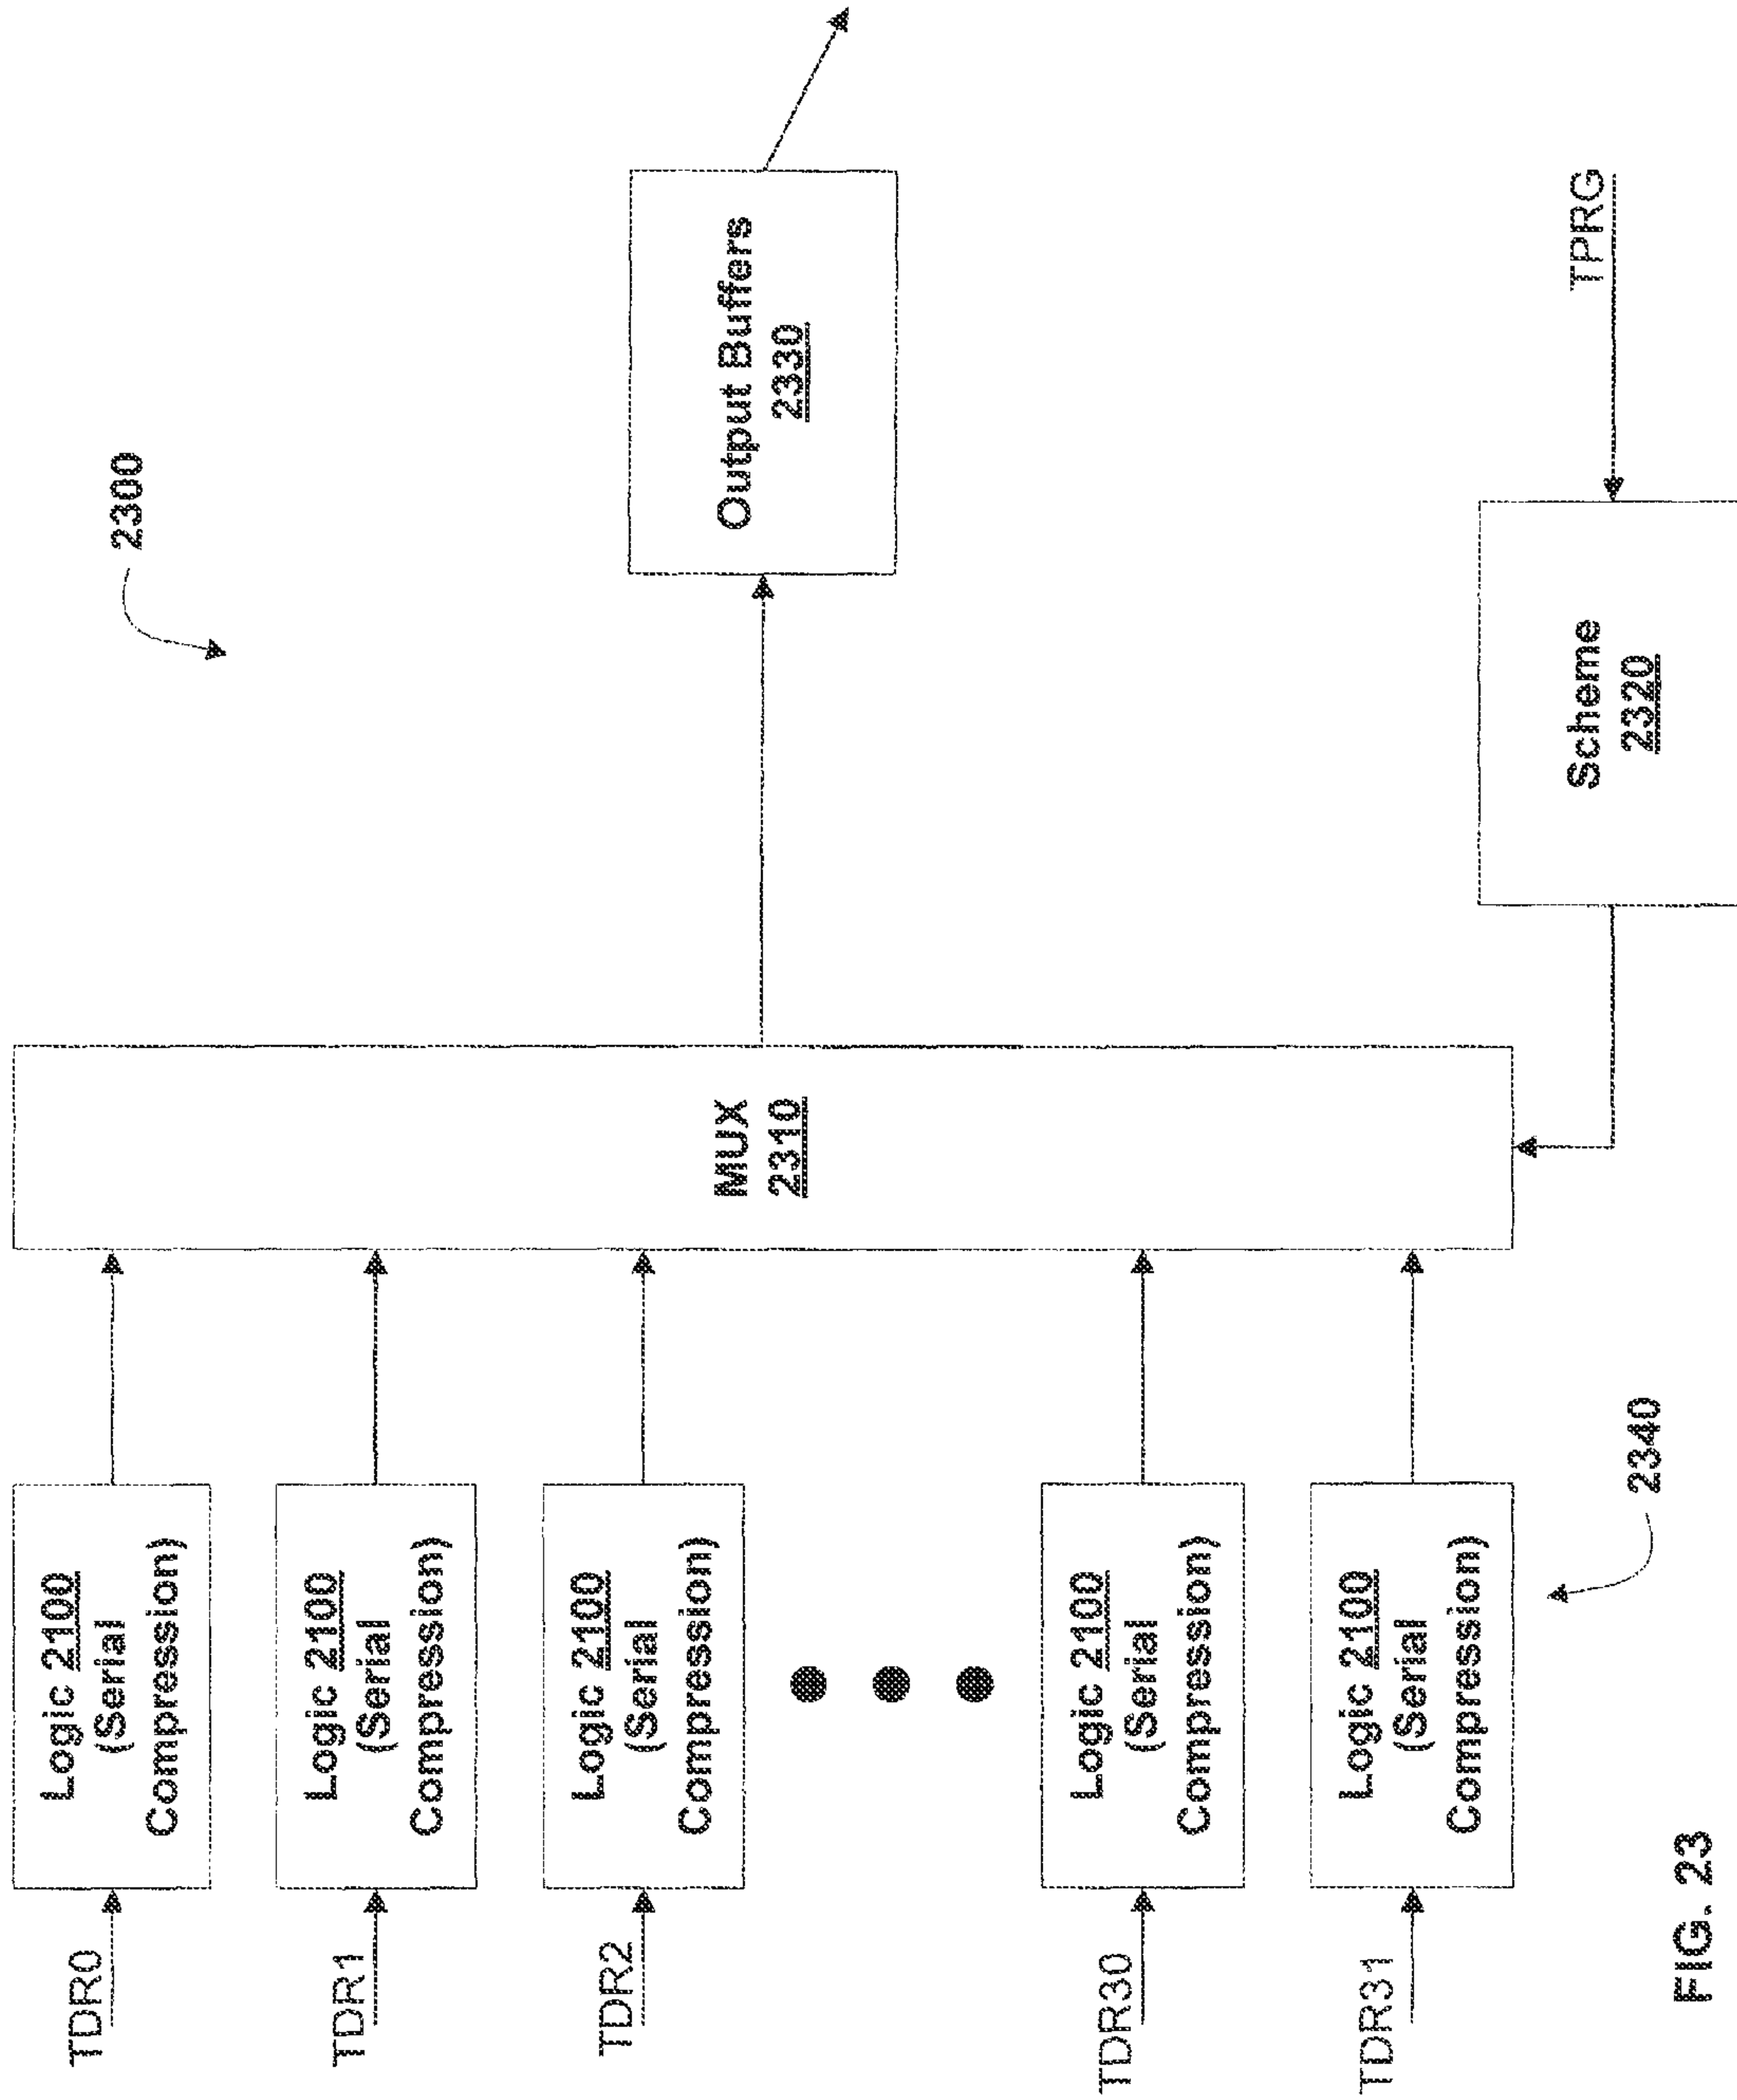 2300
TDR0
Logic 2100
(Serial
Compression)
TDR1
Logic 2100
(Serial
Compression)
TDR2
Logic 2100
(Serial
Compression)
TDR30
Logic 2100
(Serial
Compression)
TDR31
Logic 2100
(Serial
Compression)
2340
MUX
2310
Output Buffers
2330
Scheme
2320
TPRG
FIG. 23